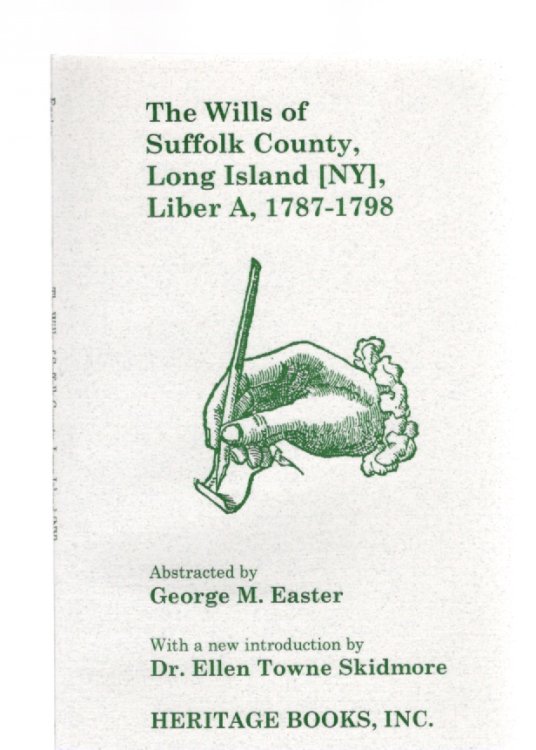 The Wills of
Suffolk County,
Long Island [NY],
Liber A, 1787-1798
Abstracted by
George M. Easter
With a new introduction by
Dr. Ellen Towne Skidmore
HERITAGE BOOKS, INC.